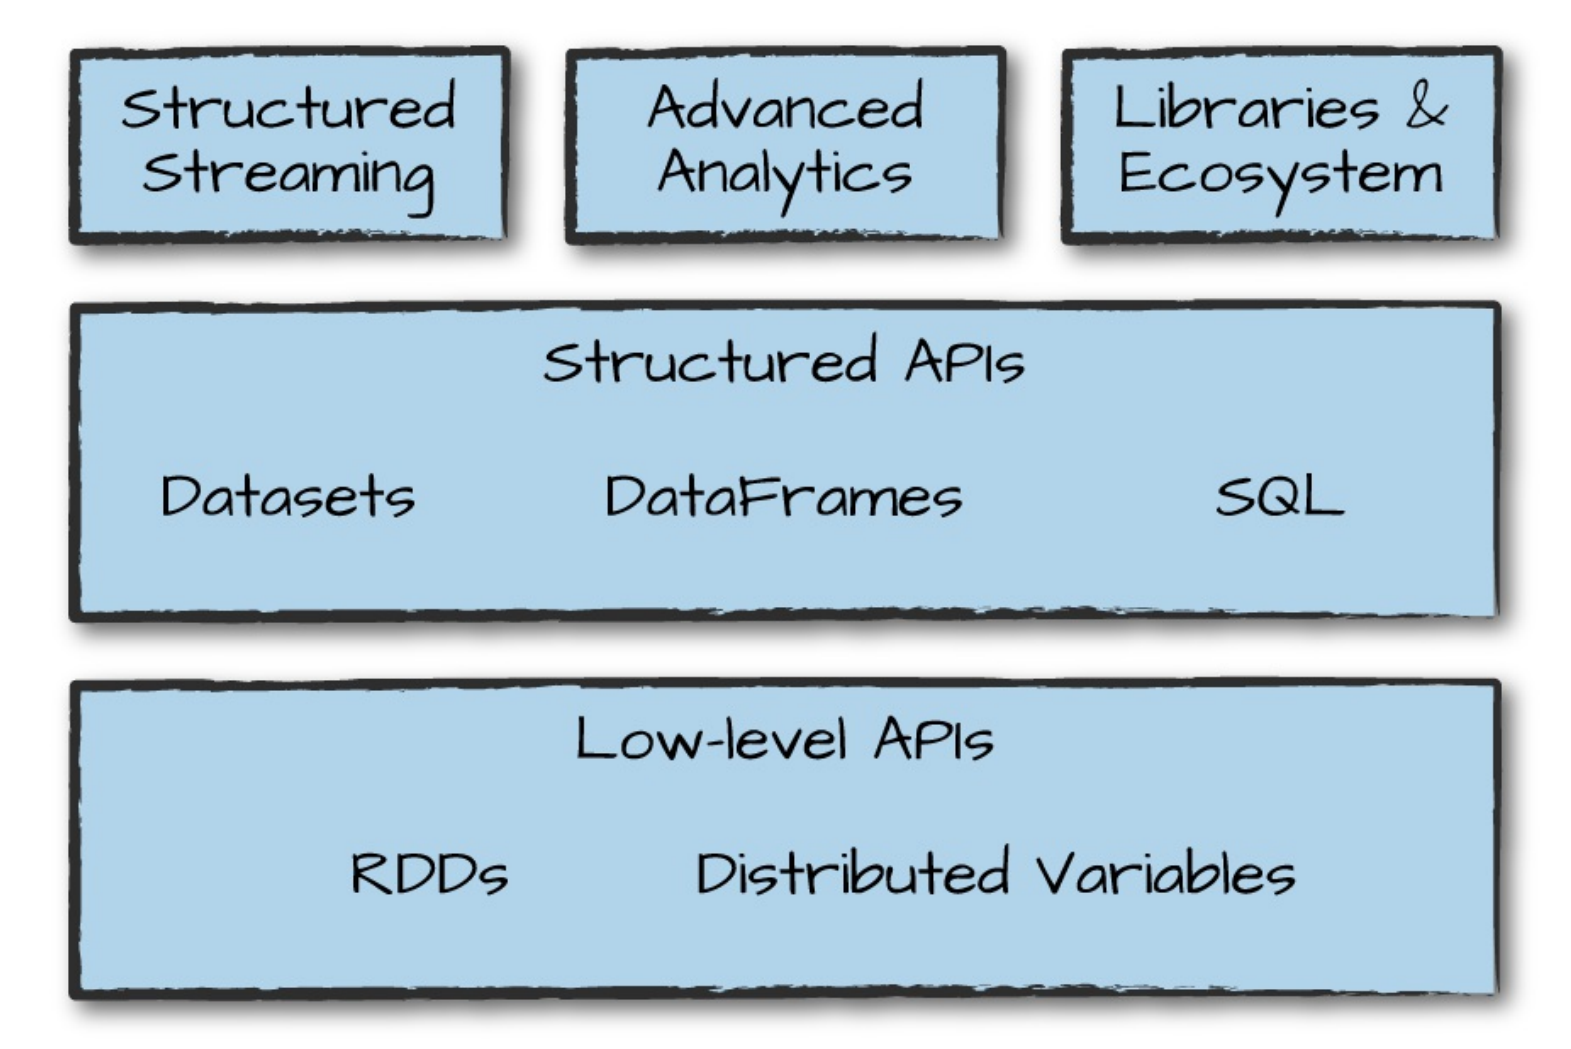 Structured
Streaming
Advanced
Analytics
Libraries &
Ecosystem
Structured APIs
Datasets DataFrames SQL
Low-level APIs
RDDs Distributed Variables